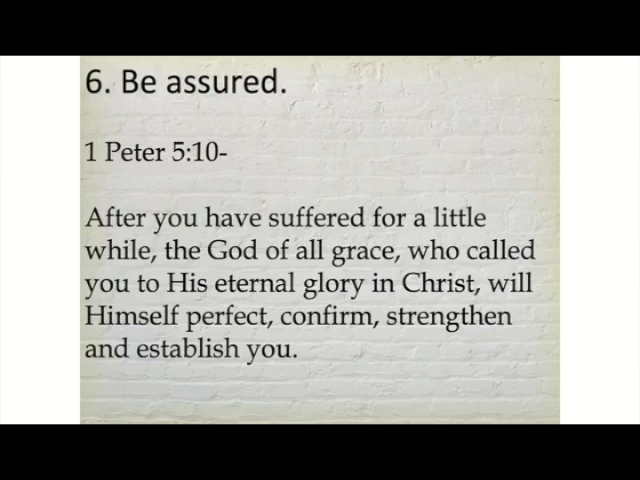 6. Be assured.
1 Peter 5:10-
After you have suffered for a little
while, the God of all grace, who called
you to His eternal glory in Christ, will
Himself perfect, confirm, strengthen
and establish you.